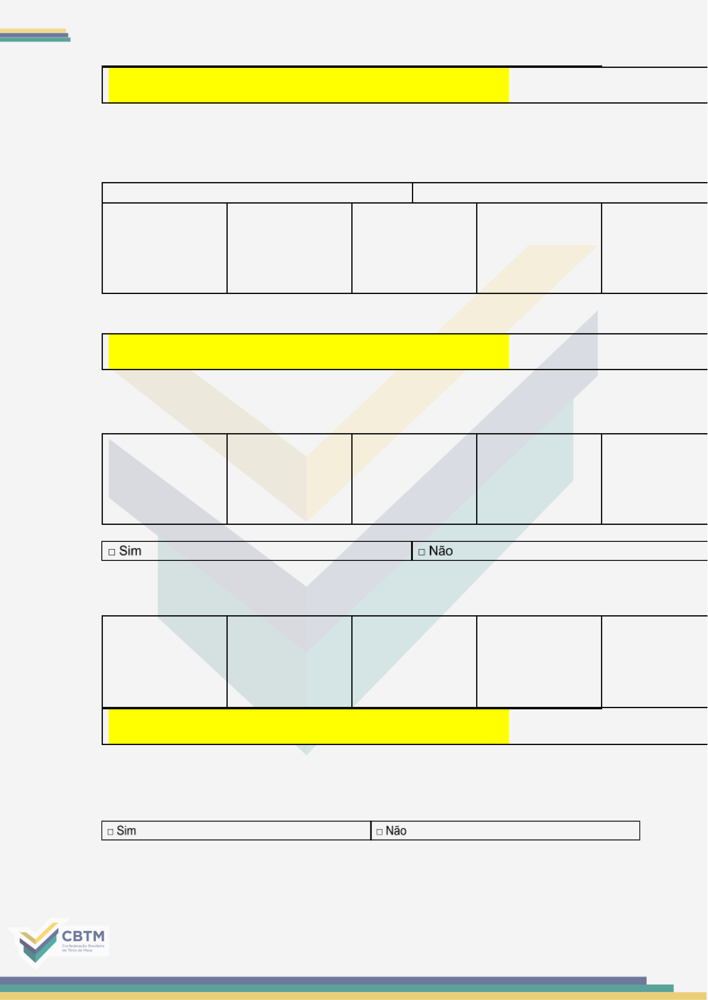 □ Sim □ Não
□ Sim □ Não
CBTM
Confederação Brasileira
de Tênis de Mesa